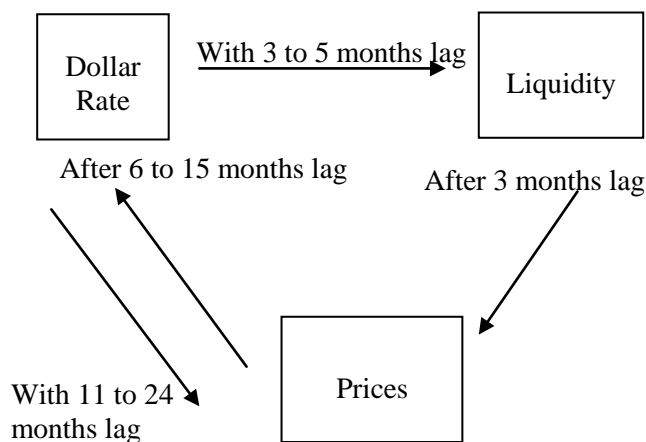 Dollar
Rate
With 3 to 5 months lag
Liquidity
After 6 to 15 months lag
After 3 months lag
With 11 to 24
months lag
Prices